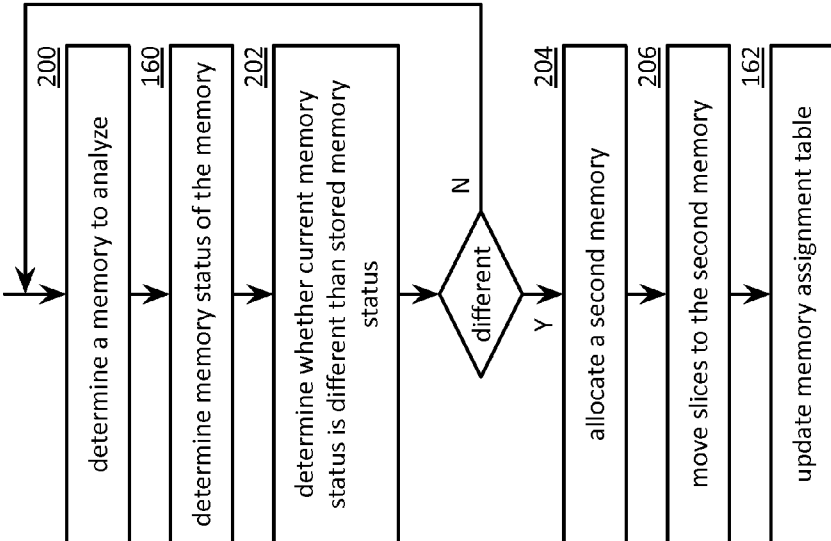 200
determine a memory to analyze
160
determine memory status of the memory
202
determine whether current memory
status is different than stored memory
status
different
N
Y
204
allocate a second memory
206
move slices to the second memory
162
update memory assignment table